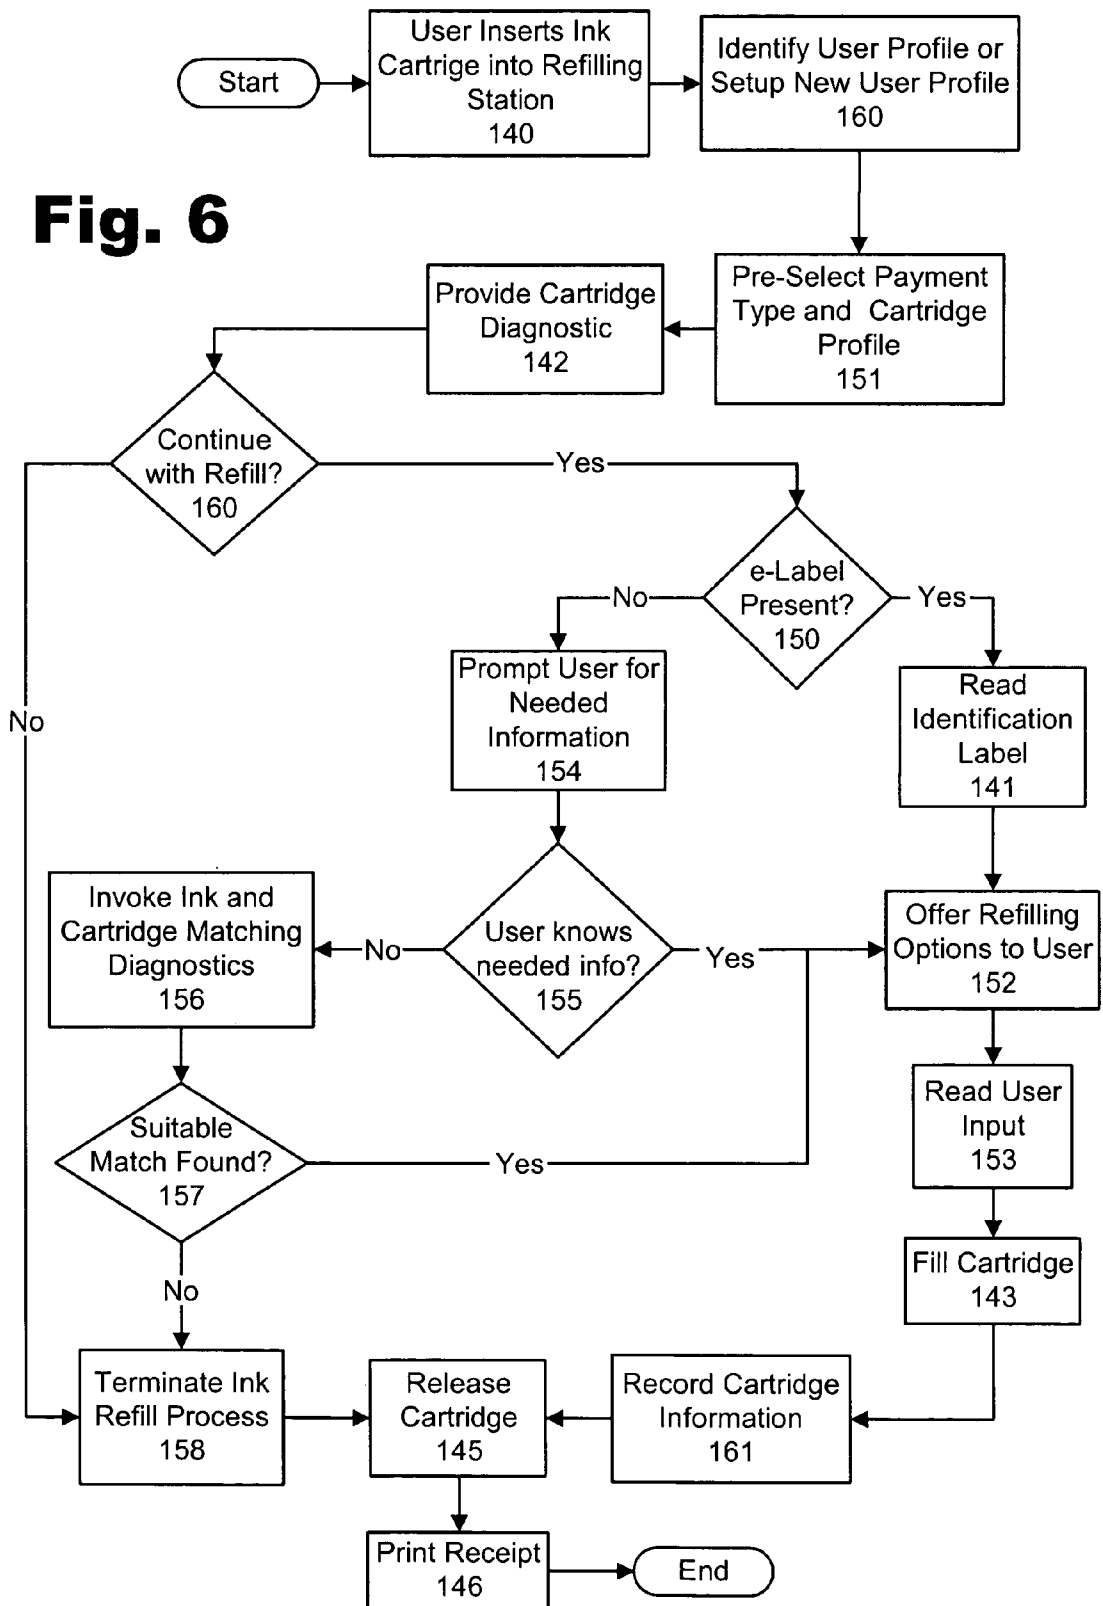 Start
User Inserts Ink
Cartrige into Refilling
Station
140
Identify User Profile or
Setup New User Profile
160
Fig. 6
Pre-Select Payment
Type and Cartridge
Profile
151
Provide Cartridge
Diagnostic
142
Continue
with Refill?
160
Yes
No
e-Label
Present?
150
No
Yes
Prompt User for
Needed
Information
154
Read
Identification
Label
141
User knows
needed info?
155
No
Yes
Invoke Ink and
Cartridge Matching
Diagnostics
156
Offer Refilling
Options to User
152
Suitable
Match Found?
157
Yes
No
Read User
Input
153
Fill Cartridge
143
Terminate Ink
Refill Process
158
Release
Cartridge
145
Record Cartridge
Information
161
Print Receipt
146
End